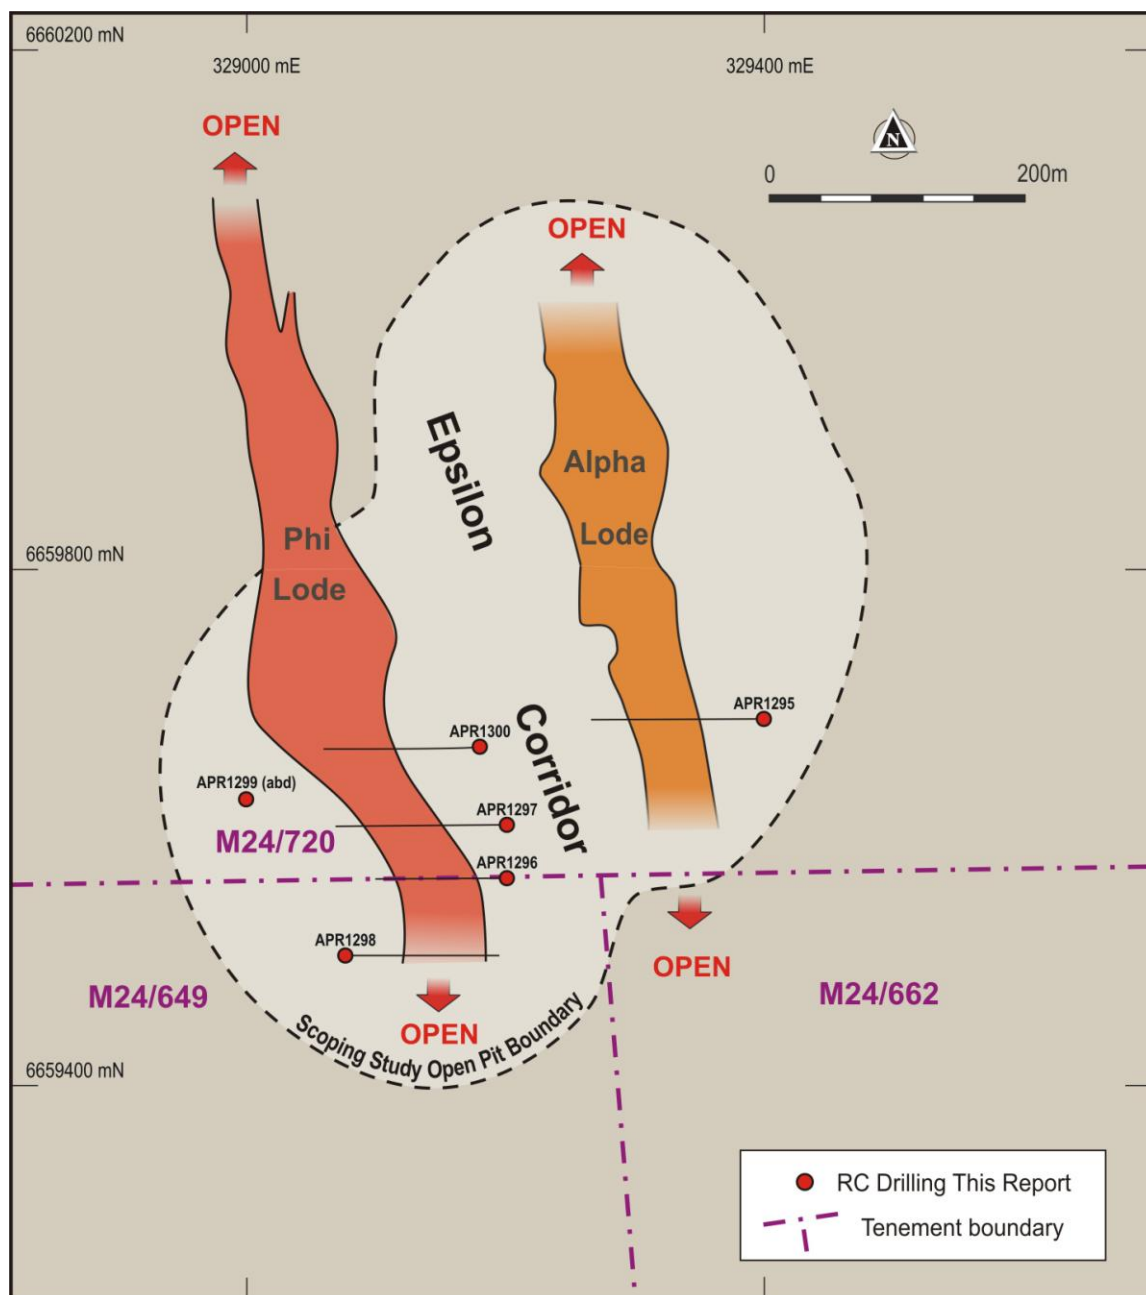 6660200 mN
329000 mE
329400 mE
OPEN
N
0
200m
OPEN
Epsilon
Alpha
Lode
Phi
Lode
6659800 mN
APR1295
Corridor
APR1300
APR1299 (abd)
APR1297
M24/720
APR1296
APR1298
OPEN
M24/649
M24/662
OPEN
Scoping Study Open Pit Boundary
6659400 mN
RC Drilling This Report
Tenement boundary